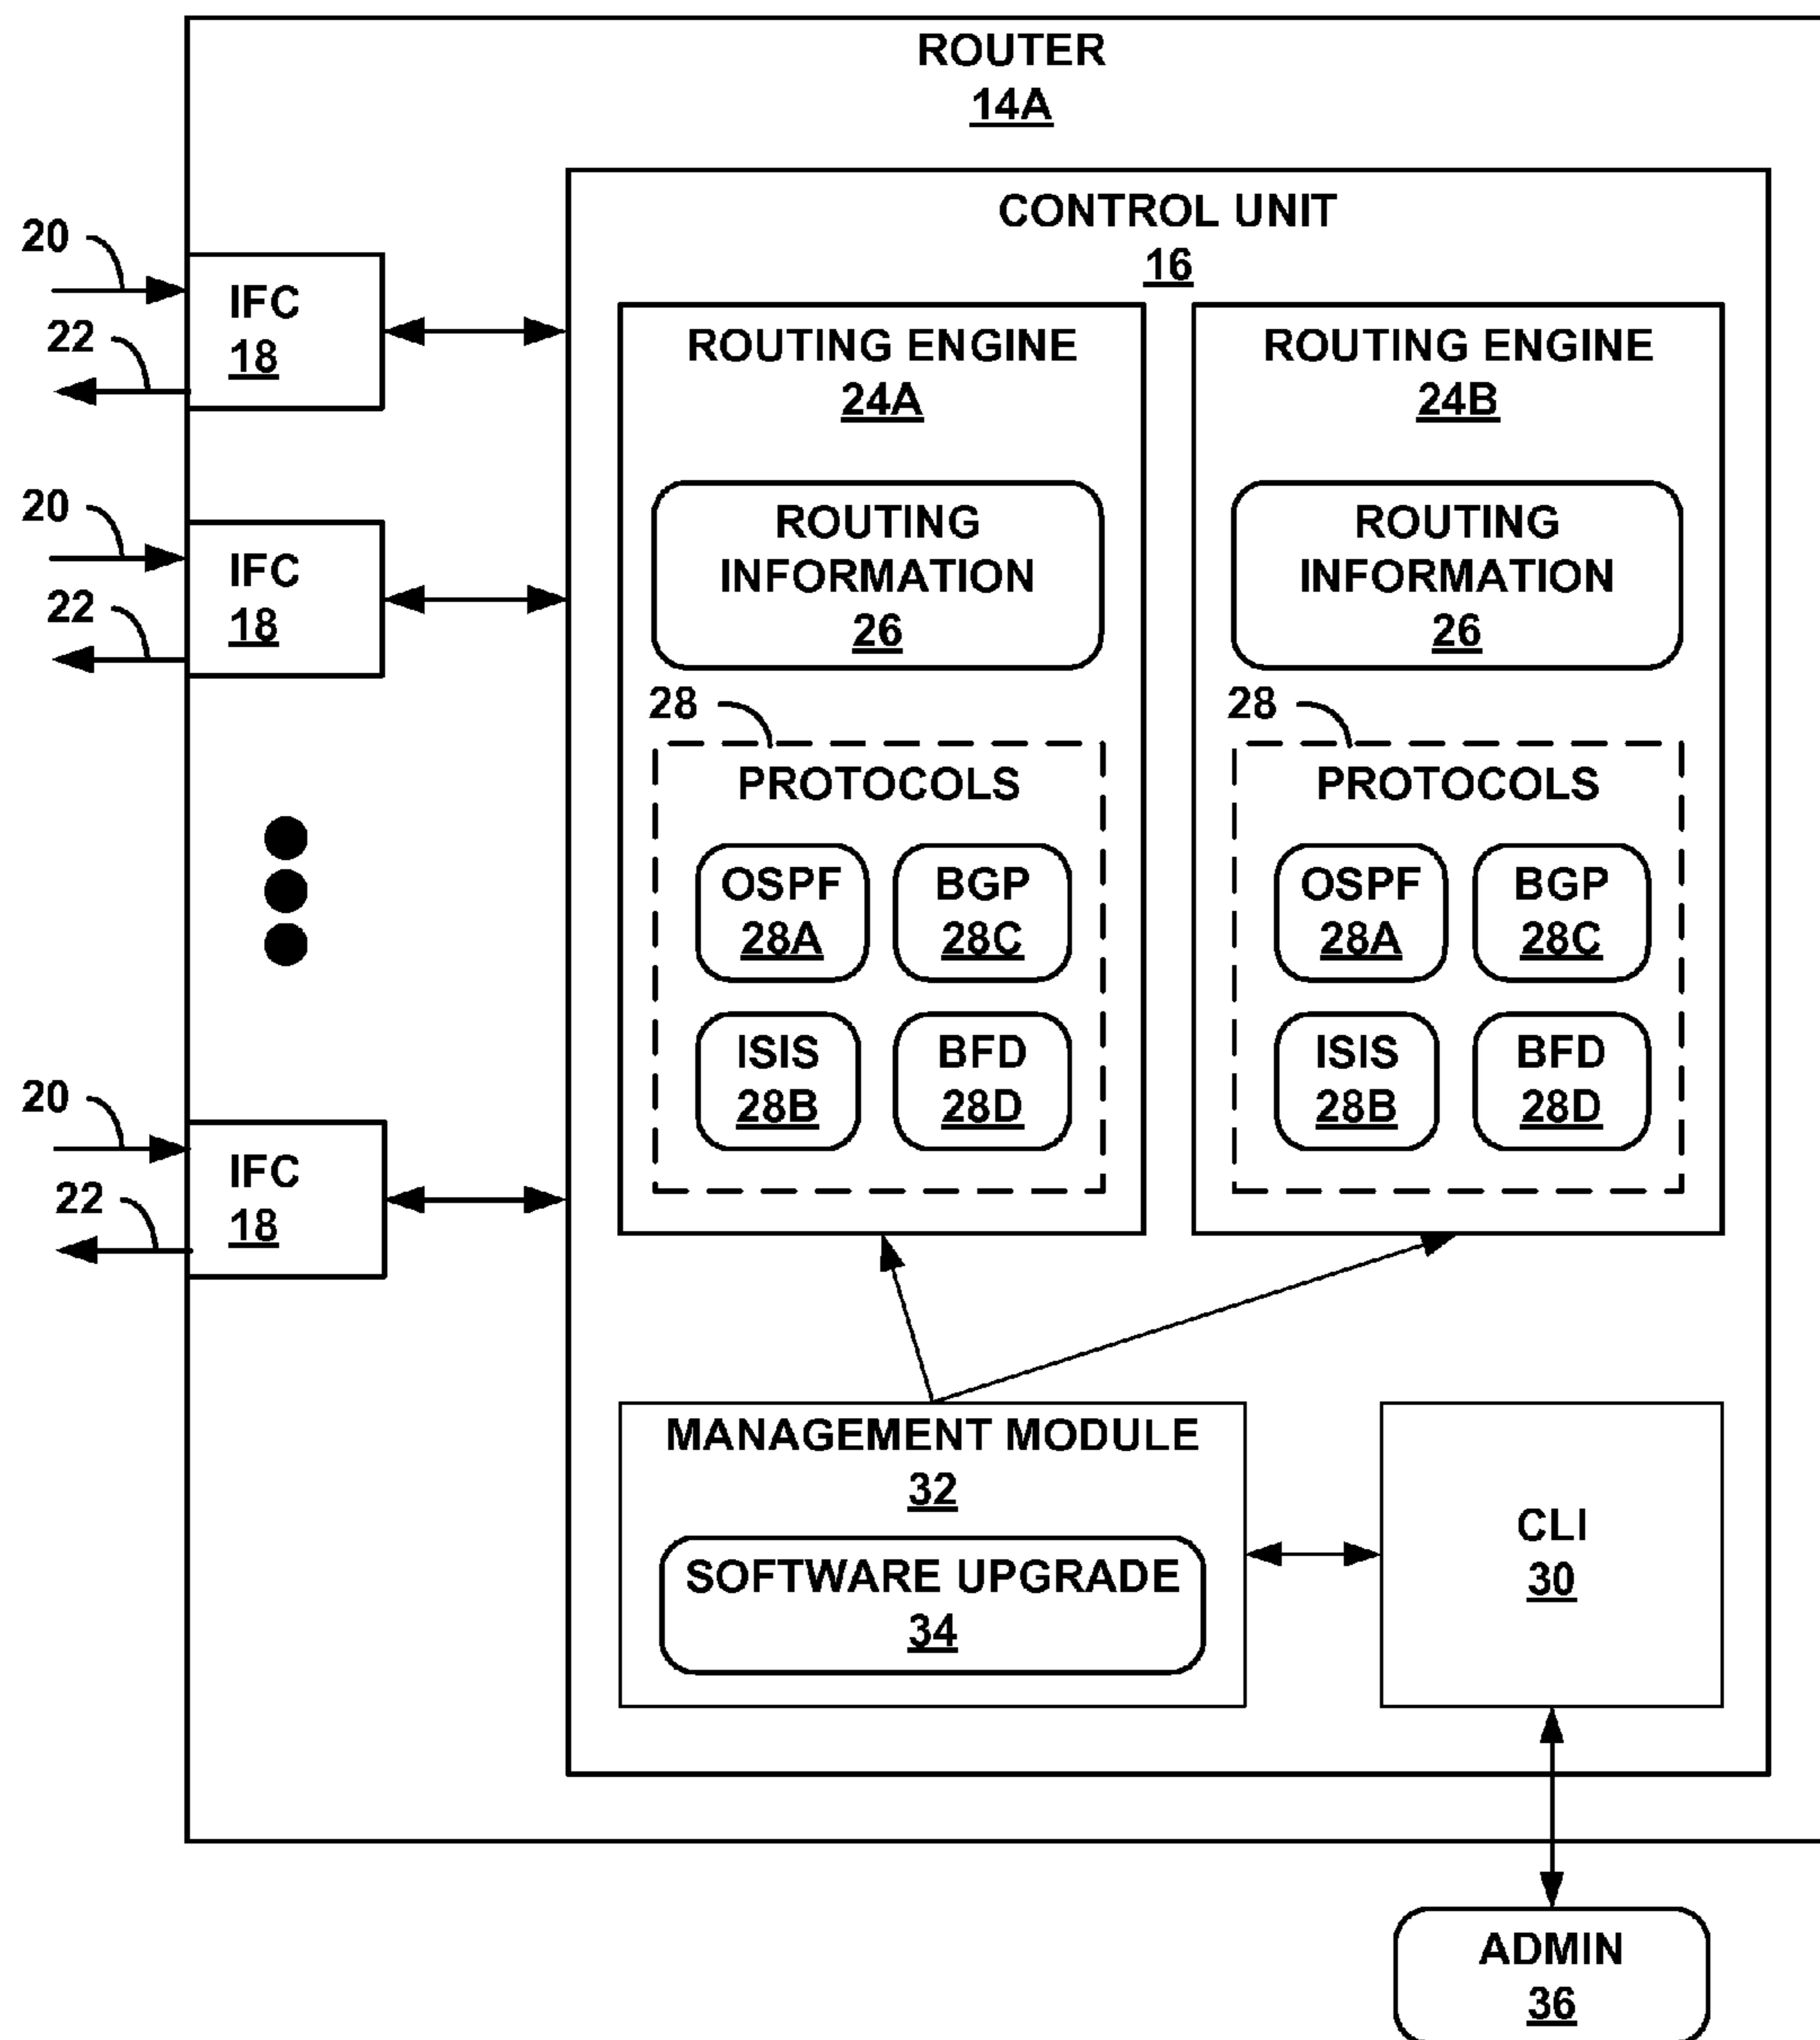 ROUTER
14A
CONTROL UNIT
16
20
22
IFC
18
20
22
IFC
18
20
22
IFC
18
ROUTING ENGINE
24A
ROUTING
INFORMATION
26
28
PROTOCOLS
OSPF
28A
BGP
28C
ISIS
28B
BFD
28D
ROUTING ENGINE
24B
ROUTING
INFORMATION
26
28
PROTOCOLS
OSPF
28A
BGP
28C
ISIS
28B
BFD
28D
MANAGEMENT MODULE
32
SOFTWARE UPGRADE
34
CLI
30
ADMIN
36